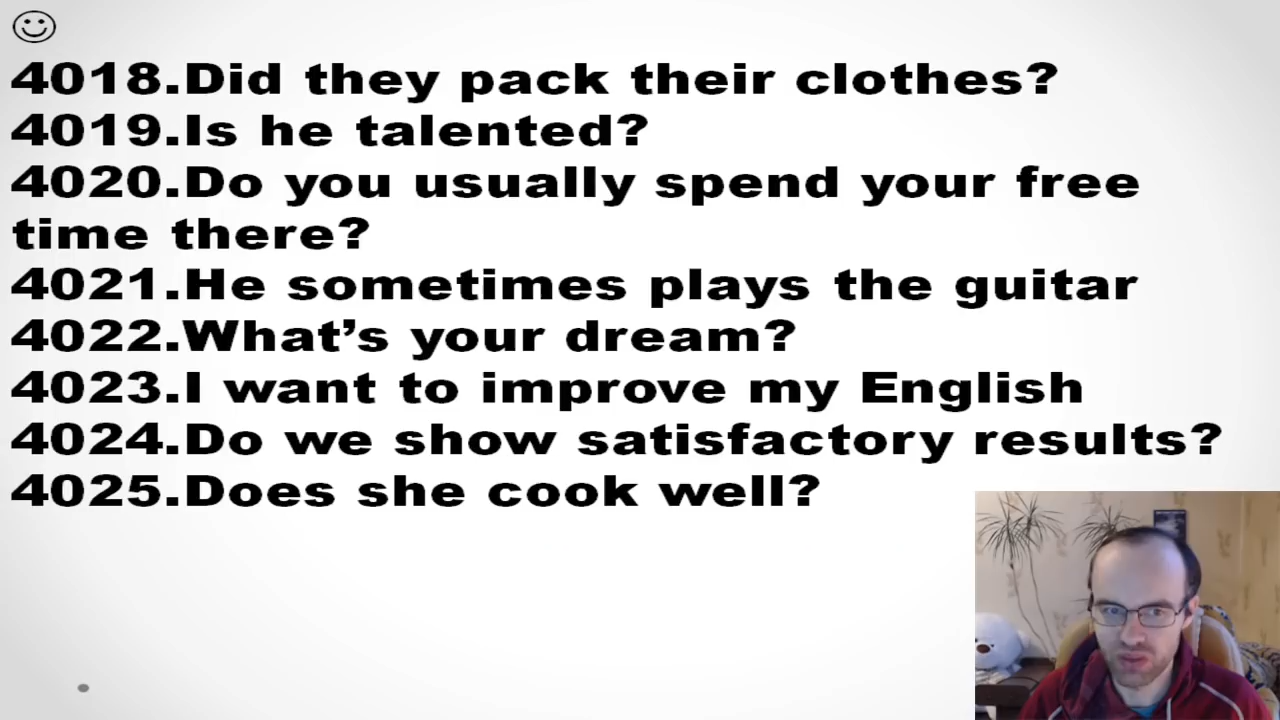 4018.Did they pack their clothes?
4019.Is he talented?
4020.Do you usually spend your free
time there?
4021.He sometimes plays the guitar
4022.What’s your dream?
4023.I want to improve my English
4024.Do we show satisfactory results?
4025.Does she cook well?